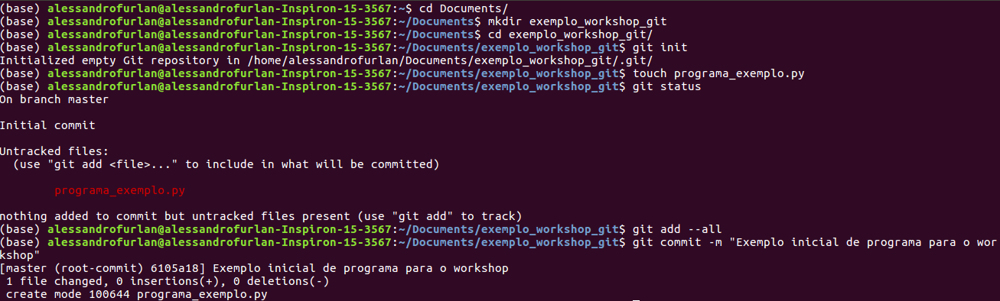 (base) alessandrofurlan@alessandrofurlan-Inspiron-15-3567:~$ cd Documents/
(base) alessandrofurlan@alessandrofurlan-Inspiron-15-3567:~/Documents$ mkdir exemplo_workshop_git
(base) alessandrofurlan@alessandrofurlan-Inspiron-15-3567:~/Documents$ cd exemplo_workshop_git/
(base) alessandrofurlan@alessandrofurlan-Inspiron-15-3567:~/Documents/exemplo_workshop_git$ git init
Initialized empty Git repository in /home/alessandrofurlan/Documents/exemplo_workshop_git/.git/
(base) alessandrofurlan@alessandrofurlan-Inspiron-15-3567:~/Documents/exemplo_workshop_git$ touch programa_exemplo.py
(base) alessandrofurlan@alessandrofurlan-Inspiron-15-3567:~/Documents/exemplo_workshop_git$ git status
On branch master
Initial commit
Untracked files:
  (use "git add <file>..." to include in what will be committed)
        programa_exemplo.py
nothing added to commit but untracked files present (use "git add" to track)
(base) alessandrofurlan@alessandrofurlan-Inspiron-15-3567:~/Documents/exemplo_workshop_git$ git add --all
(base) alessandrofurlan@alessandrofurlan-Inspiron-15-3567:~/Documents/exemplo_workshop_git$ git commit -m "Exemplo inicial de programa para o wor
kshop"
[master (root-commit) 6105a18] Exemplo inicial de programa para o workshop
 1 file changed, 0 insertions(+), 0 deletions(-)
 create mode 100644 programa_exemplo.py